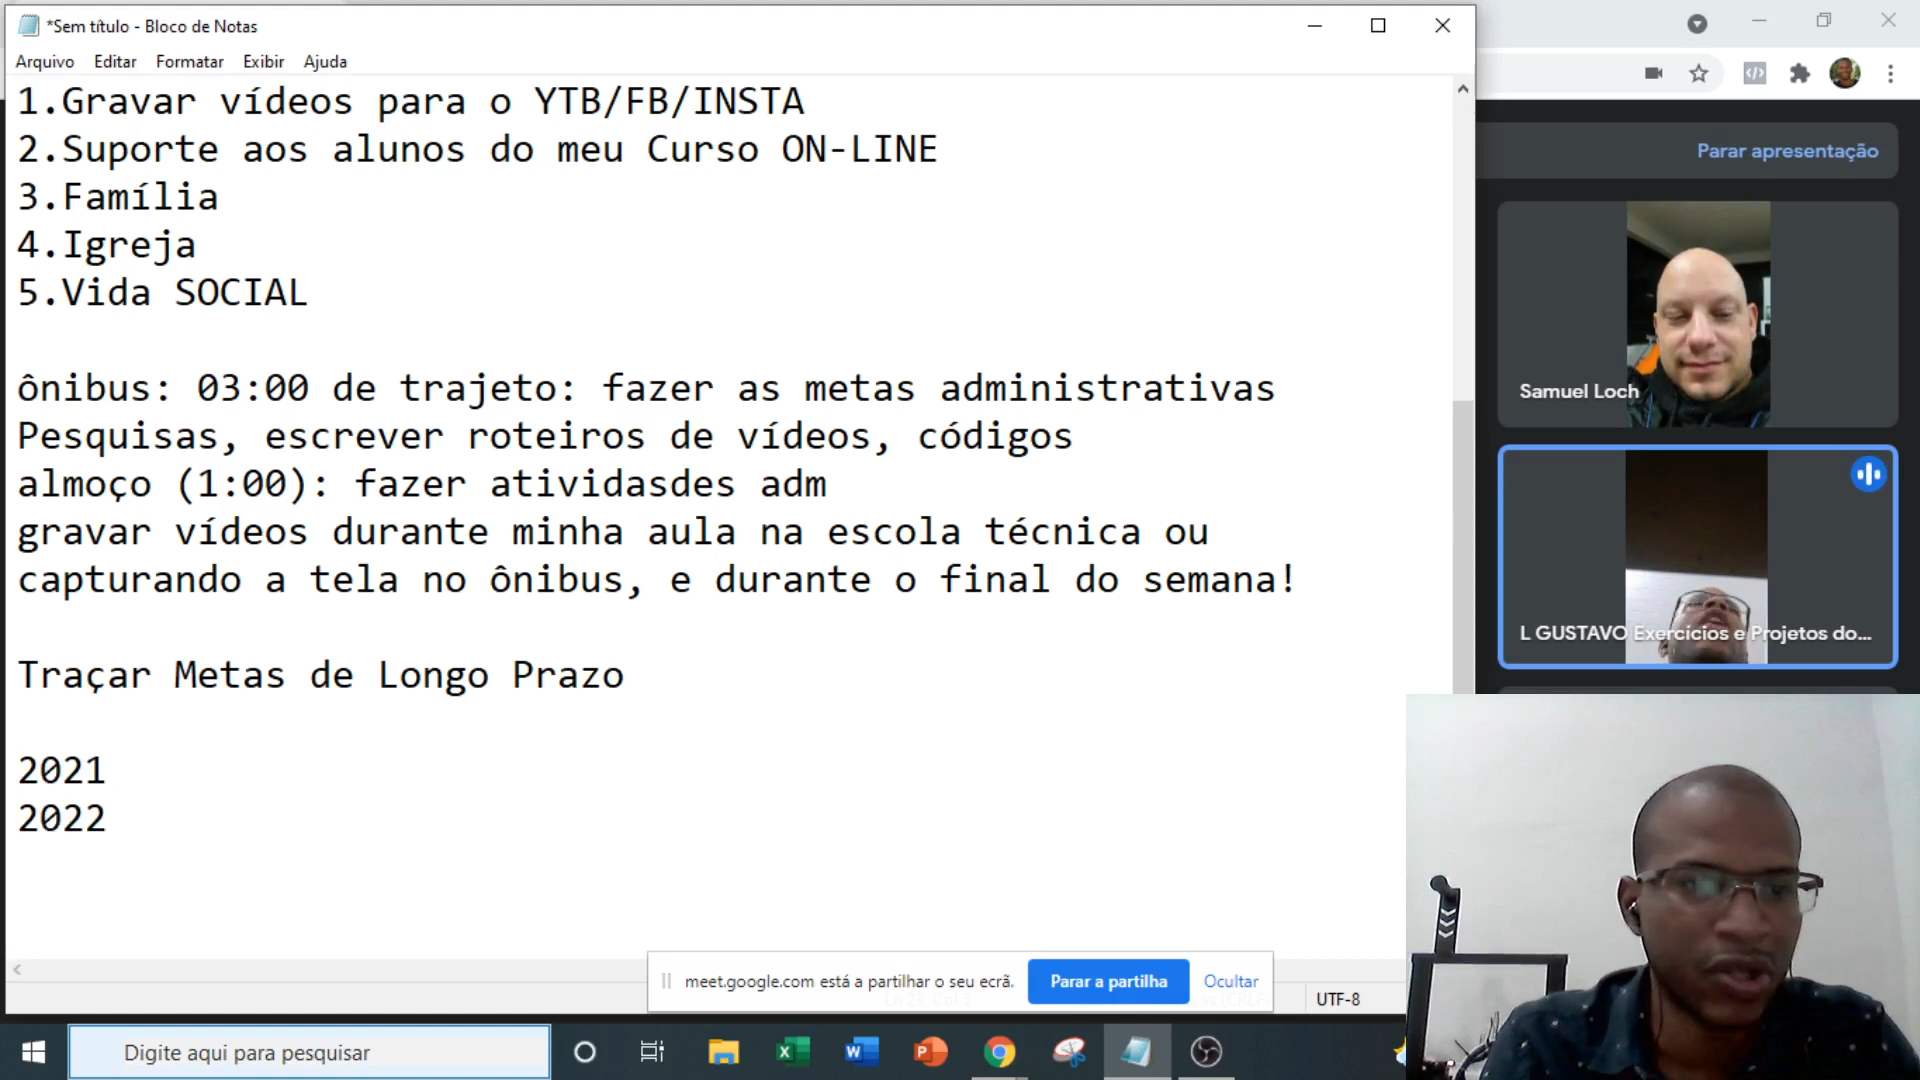 *Sem título - Bloco de Notas
Arquivo Editar Formatar Exibir Ajuda
1.Gravar vídeos para o YTB/FB/INSTA
2.Suporte aos alunos do meu Curso ON-LINE
3.Família
4.Igreja
5.Vida SOCIAL
ônibus: 03:00 de trajeto: fazer as metas administrativas
Pesquisas, escrever roteiros de vídeos, códigos
almoço (1:00): fazer atividasdes adm
gravar vídeos durante minha aula na escola técnica ou
capturando a tela no ônibus, e durante o final do semana!
Traçar Metas de Longo Prazo
2021
2022
Parar apresentação
Samuel Loch
L GUSTAVO Exercícios e Projetos do...
meet.google.com está a partilhar o seu ecrã. Parar a partilha Ocultar
UTF-8
Digite aqui para pesquisar